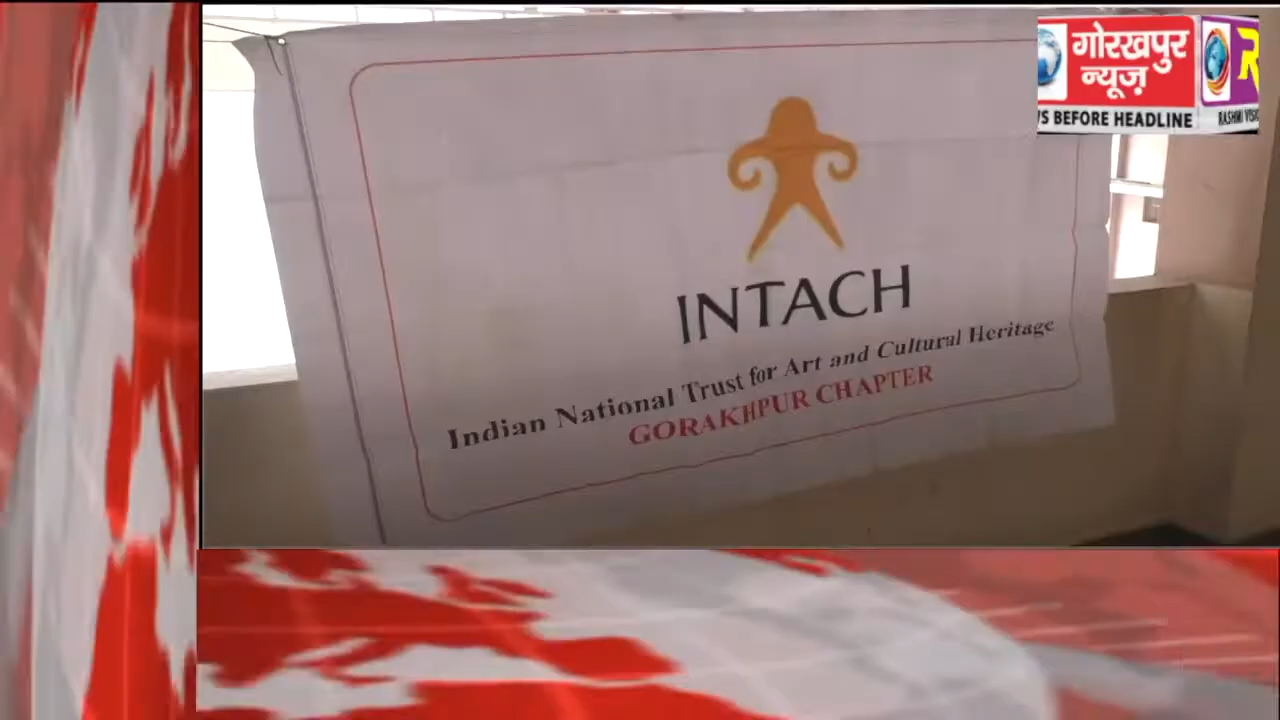 गोरखपुर
न्यूज़
BEFORE HEADLINE
INTACH
Indian National Trust for Art and Cultural Heritage
GORAKHPUR CHAPTER